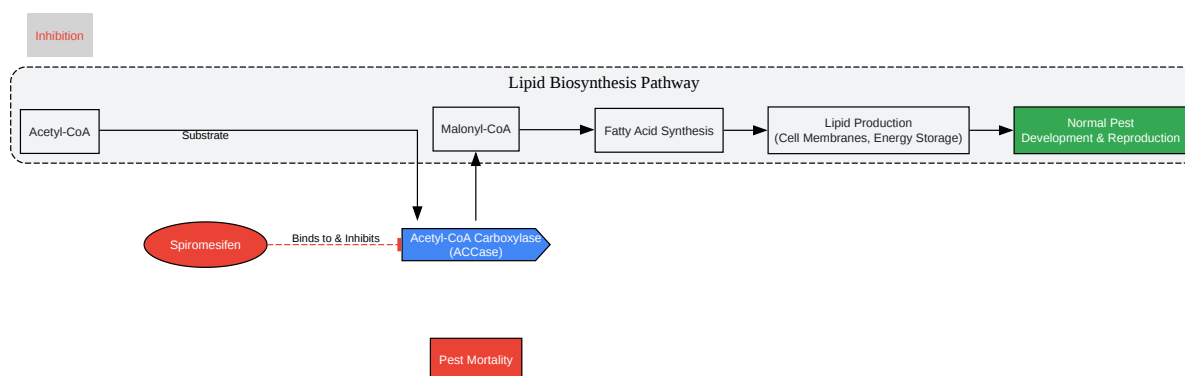 Inhibition
Lipid Biosynthesis Pathway
Acetyl-CoA
Substrate
Malonyl-CoA
Fatty Acid Synthesis
Lipid Production
(Cell Membranes, Energy Storage)
Normal Pest
Development & Reproduction
Spiromesifen
Binds to & Inhibits
Acetyl-CoA Carboxylase
(ACCase)
Pest Mortality